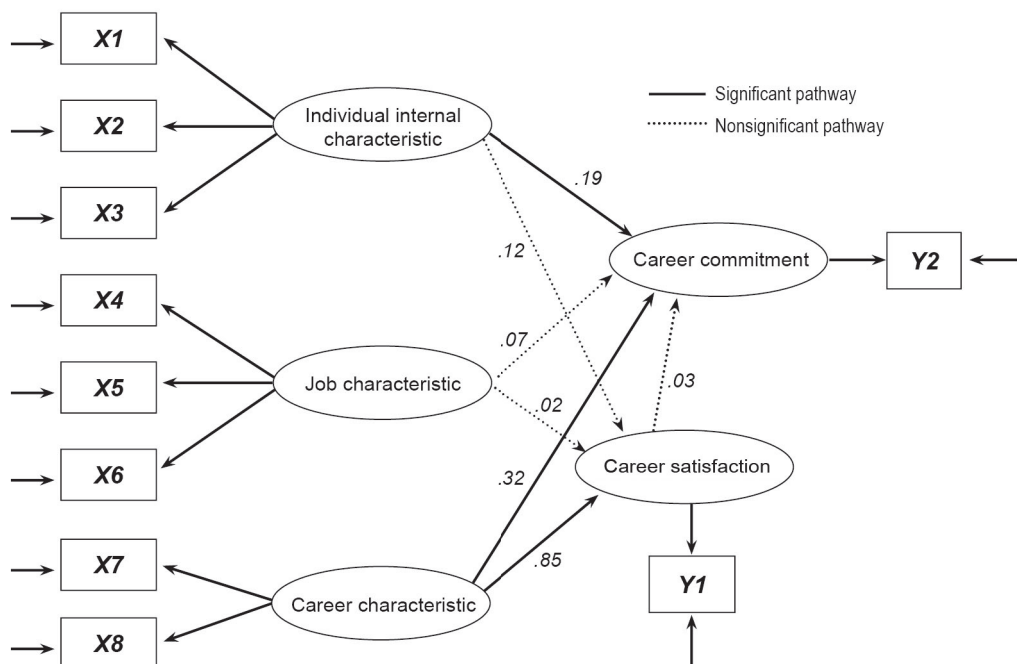 X1
X2
X3
X4
X5
X6
X7
X8
Individual internal
characteristic
Job characteristic
Career characteristic
.19
.12
.07
.02
.32
.85
.03
Significant pathway
Nonsignificant pathway
Career commitment
Career satisfaction
Y2
Y1